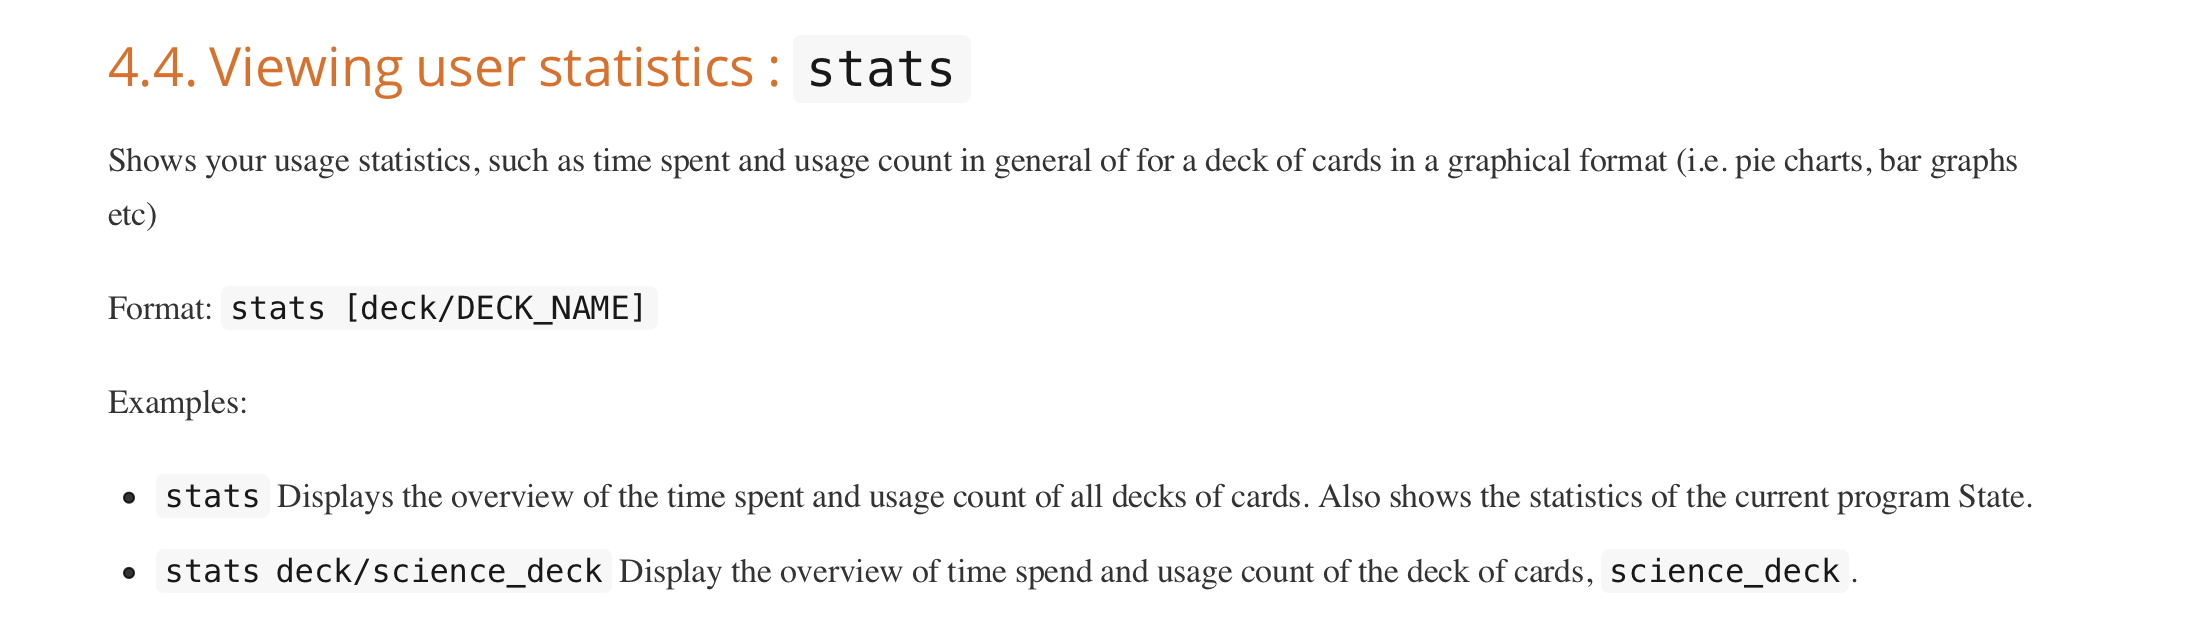 4.4. Viewing user statistics : stats
Shows your usage statistics, such as time spent and usage count in general of for a deck of cards in a graphical format (i.e. pie charts, bar graphs
etc)
Format: stats [deck/DECK_NAME]
Examples:
• stats Displays the overview of the time spent and usage count of all decks of cards. Also shows the statistics of the current program State.
• stats deck/science_deck Display the overview of time spend and usage count of the deck of cards, science_deck.